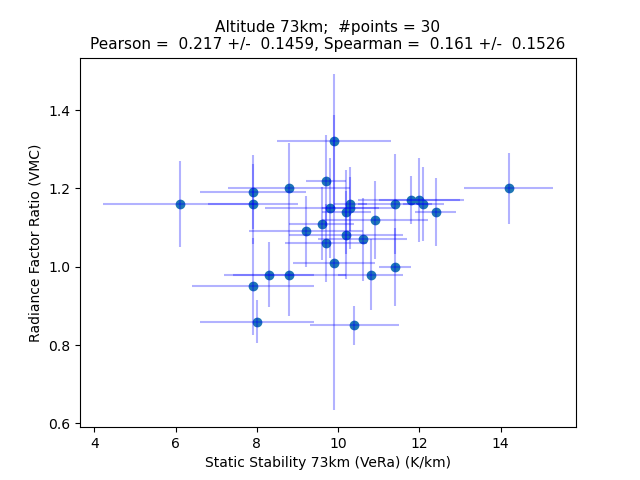 Altitude 73km;  #points = 30
Pearson =  0.217 +/-  0.1459, Spearman =  0.161 +/-  0.1526
Radiance Factor Ratio (VMC)
1.4
1.2
1.0
0.8
0.6
4 6 8 10 12 14
Static Stability 73km (VeRa) (K/km)